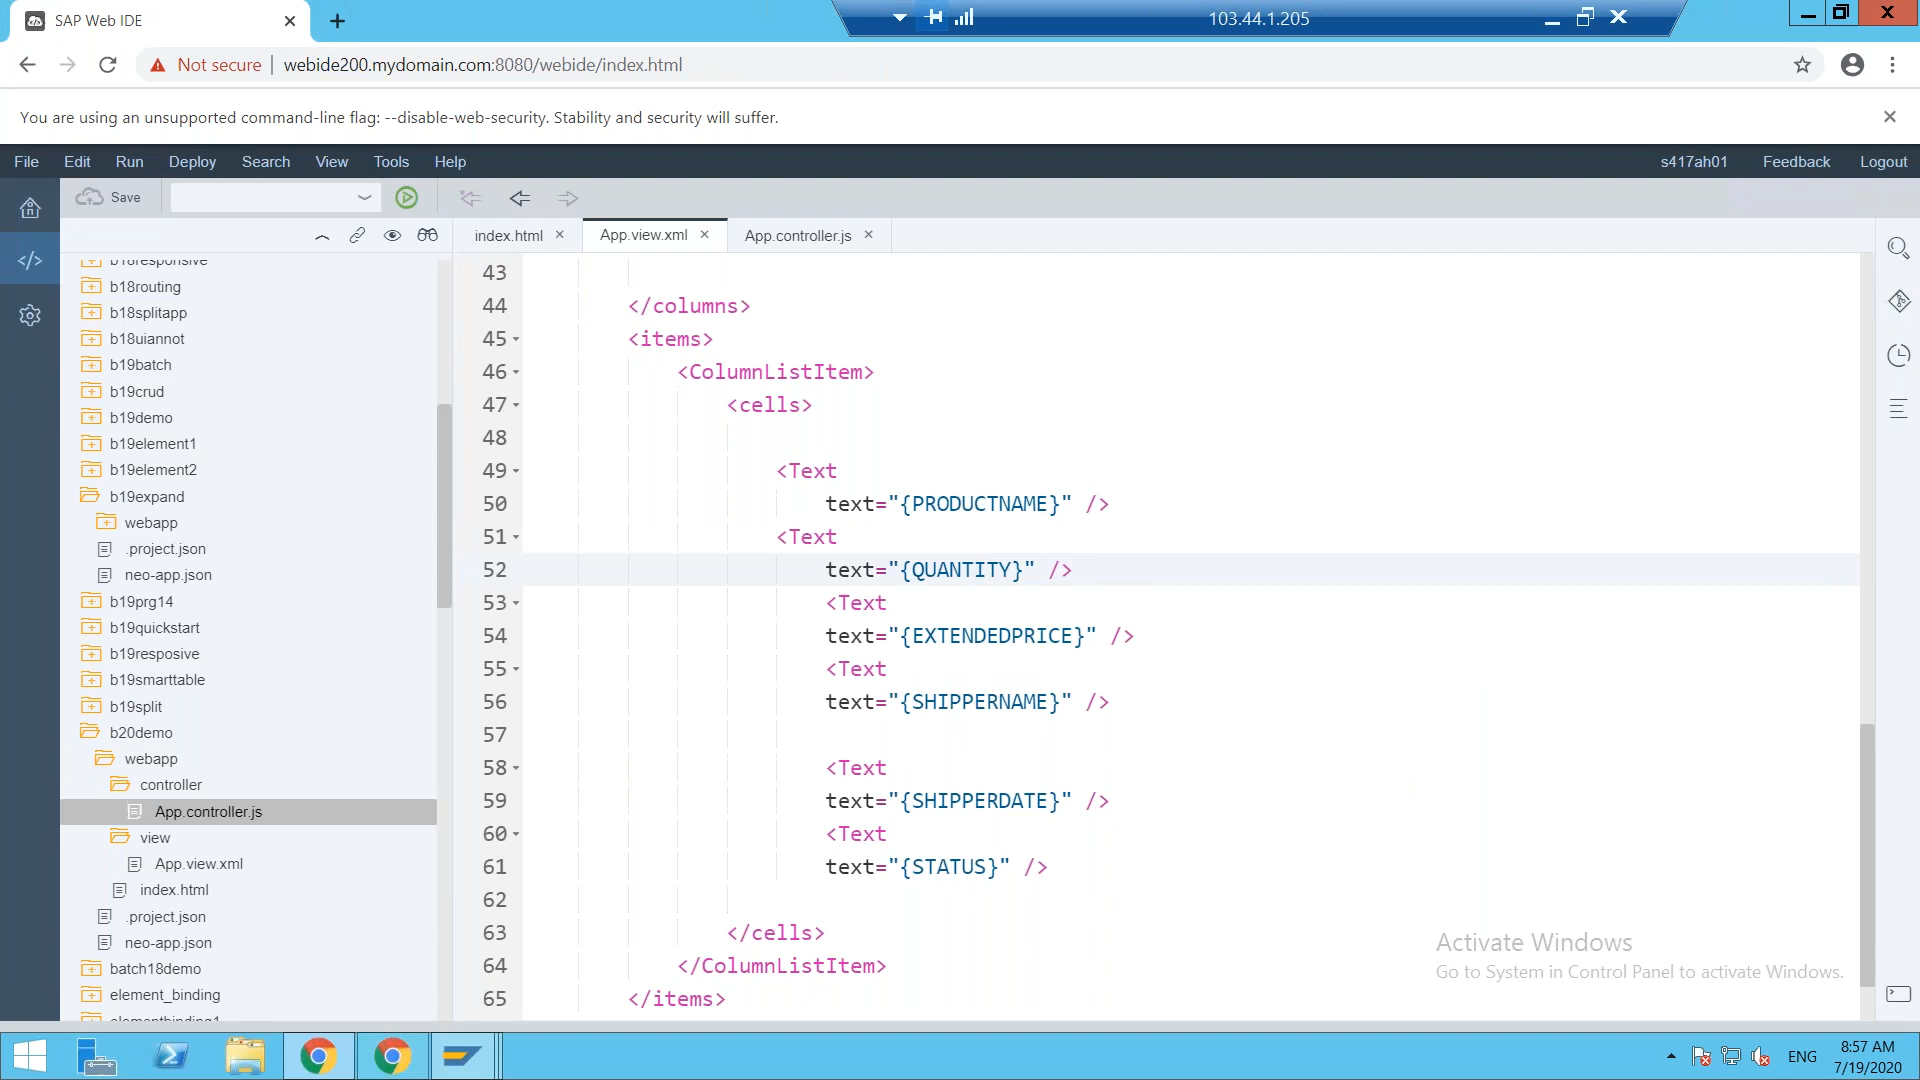 SAP Web IDE
103.44.1.205
Not secure
webide200.mydomain.com:8080/webide/index.html
You are using an unsupported command-line flag: --disable-web-security. Stability and security will suffer.
File Edit Run Deploy Search View Tools Help
s417ah01 Feedback Logout
Save
index.html
App.view.xml
App.controller.js
b18responsive
b18routing
b18splitapp
b18uiannot
b19batch
b19crud
b19demo
b19element1
b19element2
b19expand
webapp
.project.json
neo-app.json
b19prg14
b19quickstart
b19resposive
b19smarttable
b19split
b20demo
webapp
controller
App.controller.js
view
App.view.xml
index.html
.project.json
neo-app.json
batch18demo
element_binding
elementbinding1
43
44 </columns>
45 <items>
46 <ColumnListItem>
47 <cells>
48
49 <Text
50 text="{PRODUCTNAME}" />
51 <Text
52 text="{QUANTITY}" />
53 <Text
54 text="{EXTENDEDPRICE}" />
55 <Text
56 text="{SHIPPERNAME}" />
57
58 <Text
59 text="{SHIPPERDATE}" />
60 <Text
61 text="{STATUS}" />
62
63 </cells>
64 </ColumnListItem>
65 </items>
Activate Windows
Go to System in Control Panel to activate Windows.
ENG
8:57 AM
7/19/2020